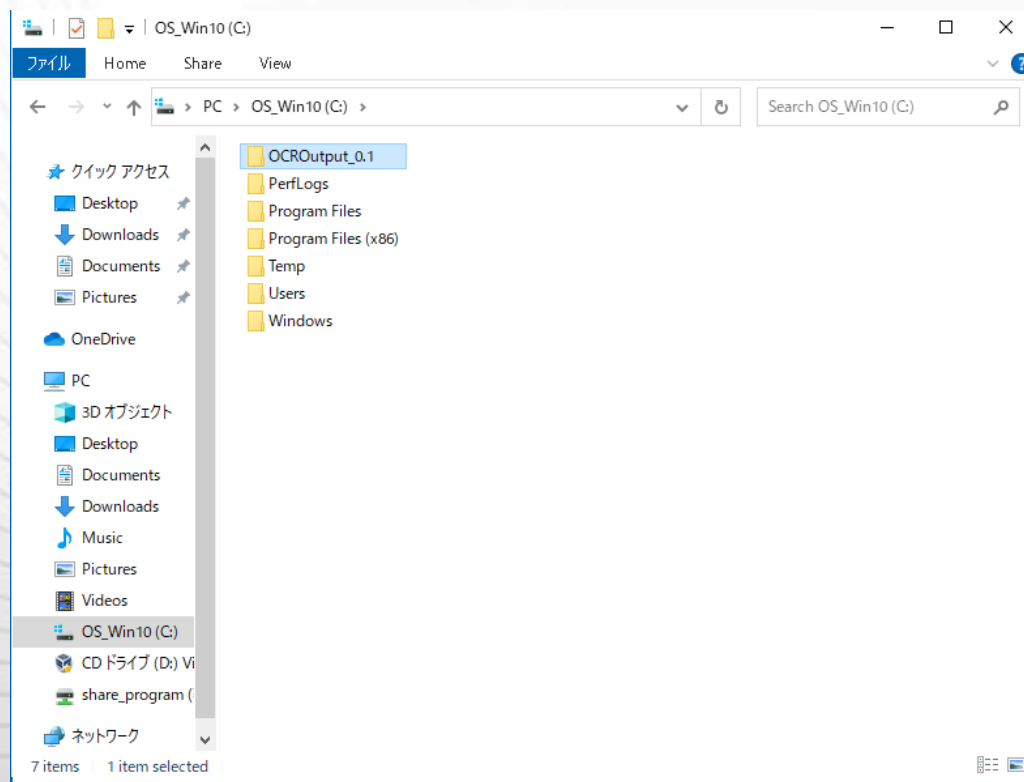 OS_Win10 (C:)
ファイル Home Share View
PC OS_Win10 (C:) Search OS_Win10 (C:)
クイック アクセス
Desktop
Downloads
Documents
Pictures
OneDrive
PC
3D オブジェクト
Desktop
Documents
Downloads
Music
Pictures
Videos
OS_Win10 (C:)
CD ドライブ (D:) Vi
share_program (
ネットワーク
OCROutput_0.1
PerfLogs
Program Files
Program Files (x86)
Temp
Users
Windows
7 items 1 item selected